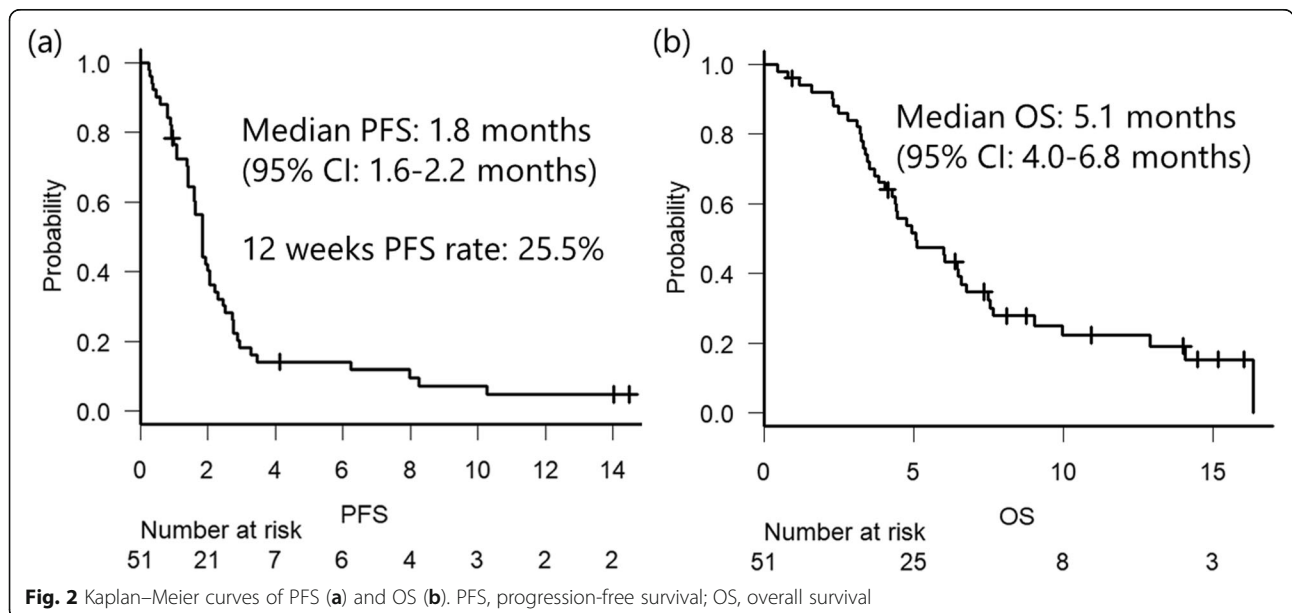 (a)
1.0
0.8
0.6
0.4
0.2
0.0
Probability
Median PFS: 1.8 months
(95% CI: 1.6-2.2 months)
12 weeks PFS rate: 25.5%
0 2 4 6 8 10 12 14
PFS
Number at risk
51 21 7 6 4 3 2 2
(b)
1.0
0.8
0.6
0.4
0.2
0.0
Probability
Median OS: 5.1 months
(95% CI: 4.0-6.8 months)
0 5 10 15
OS
Number at risk
51 25 8 3
Fig. 2 Kaplan–Meier curves of PFS (a) and OS (b). PFS, progression-free survival; OS, overall survival